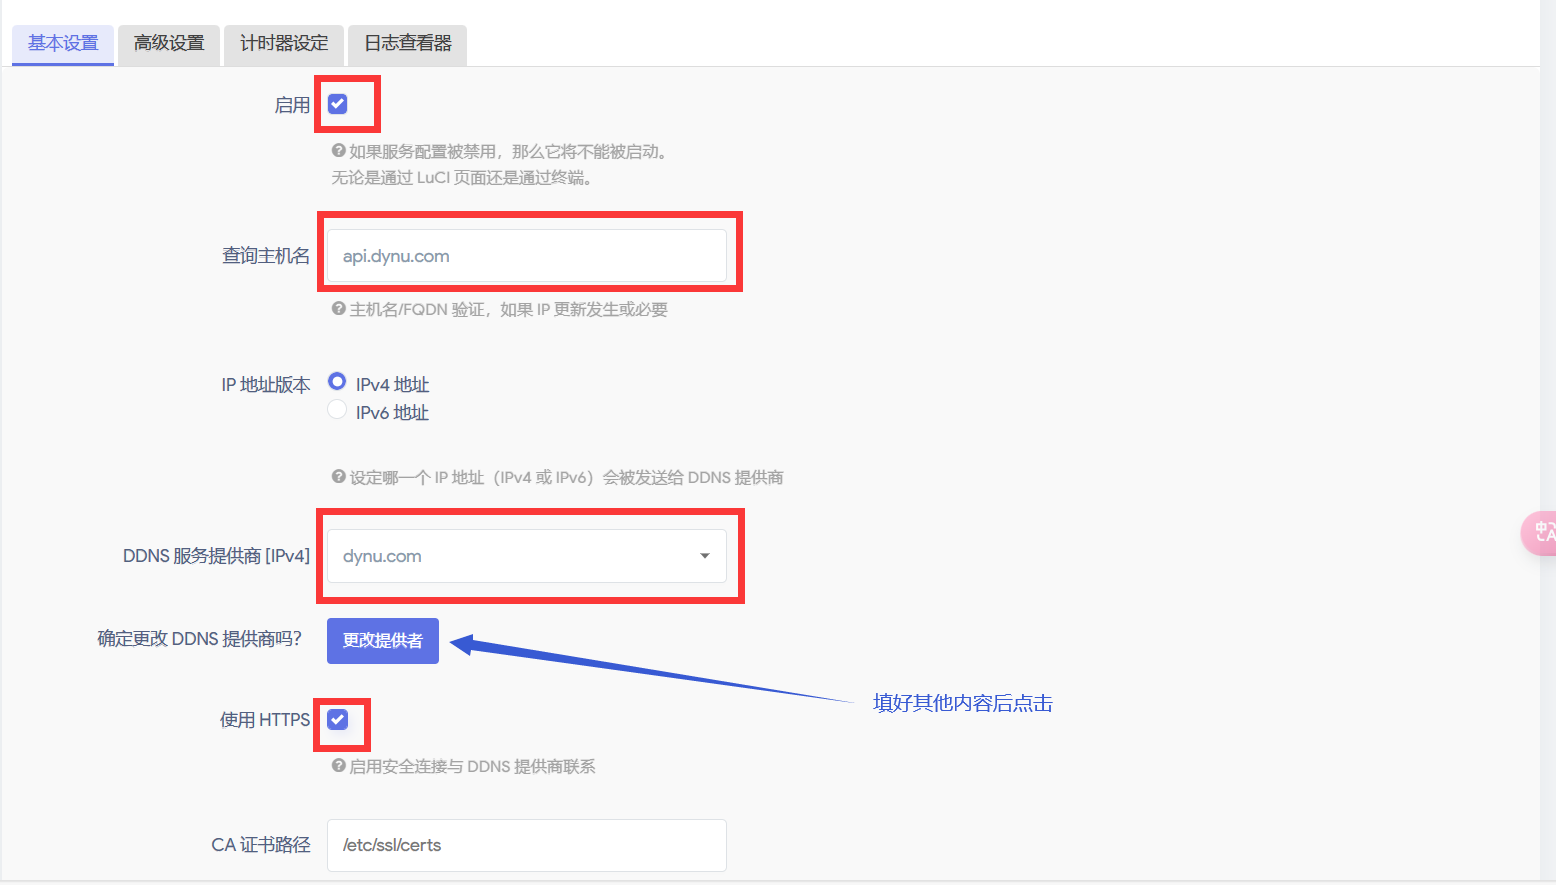 基本设置
高级设置
计时器设定
日志查看器
启用
如果服务配置被禁用，那么它将不能被启动。
无论是通过 LuCI 页面还是通过终端。
查询主机名
api.dynu.com
主机名/FQDN 验证，如果 IP 更新发生或必要
IP 地址版本
IPv4 地址
IPv6 地址
设定哪一个 IP 地址（IPv4 或 IPv6）会被发送给 DDNS 提供商
DDNS 服务提供商 [IPv4]
dynu.com
确定更改 DDNS 提供商吗？
更改提供者
填好其他内容后点击
使用 HTTPS
启用安全连接与 DDNS 提供商联系
CA 证书路径
/etc/ssl/certs